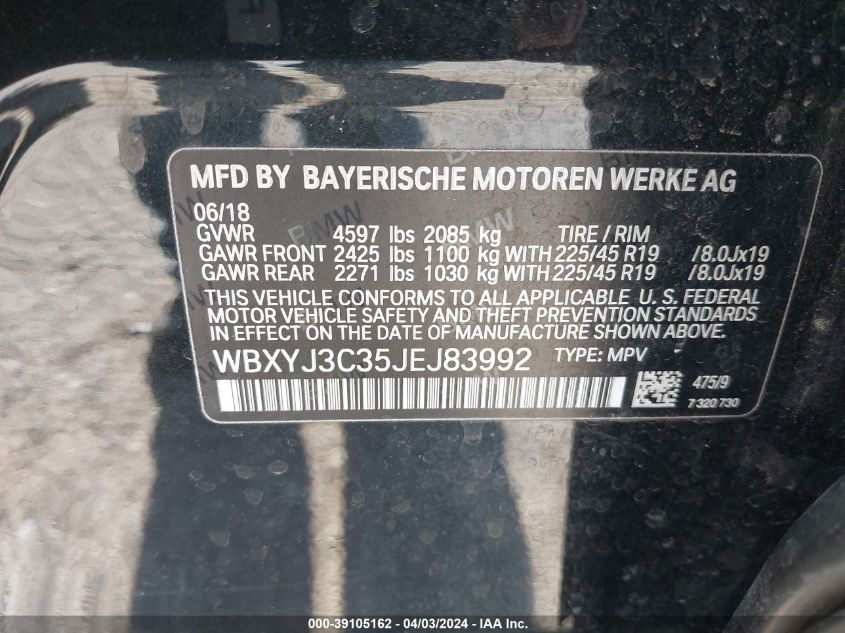 MFD BY BAYERISCHE MOTOREN WERKE AG
06/18
GVWR 4597 lbs 2085 kg TIRE / RIM
GAWR FRONT 2425 lbs 1100 kg WITH 225/45 R19 /8.0Jx19
GAWR REAR 2271 lbs 1030 kg WITH 225/45 R19 /8.0Jx19
THIS VEHICLE CONFORMS TO ALL APPLICABLE U. S. FEDERAL
MOTOR VEHICLE SAFETY AND THEFT PREVENTION STANDARDS
IN EFFECT ON THE DATE OF MANUFACTURE SHOWN ABOVE.
WBXYJ3C35JEJ83992 TYPE: MPV
475/9
7 320 730
000-39105162 - 04/03/2024 - IAA Inc.